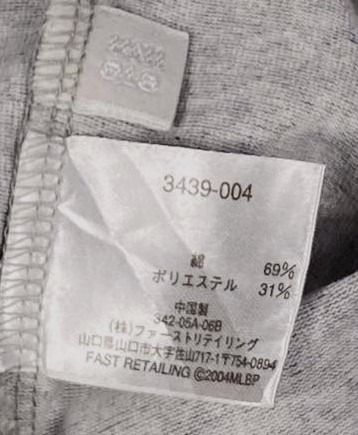 3439-004
綿 69%
ポリエステル 31%
中国製
342-05A-06B
(株)ファーストリテイリング
山口県山口市大字佐山717-1〒754-0894
FAST RETAILING ©2004MLBP